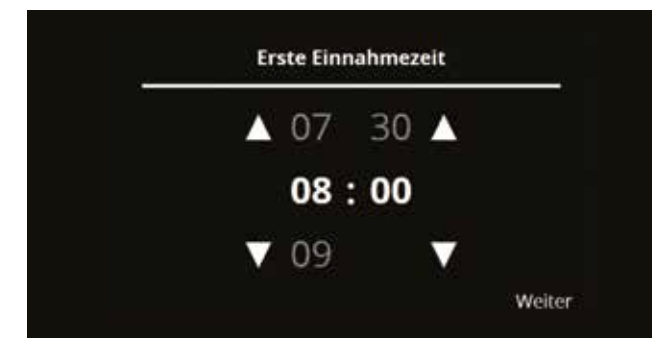 Erste Einnahmezeit
▲ 07 30 ▲
08 : 00
▼ 09 ▼
Weiter